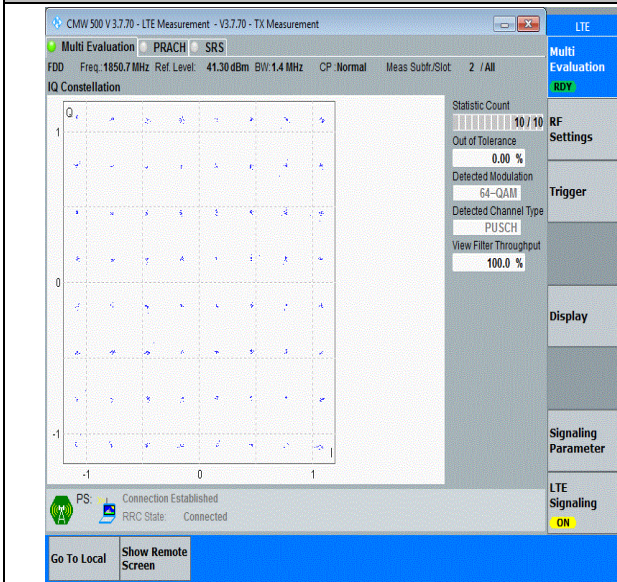 CMW 500 V 3.7.70 - LTE Measurement - V3.7.70 - TX Measurement
LTE
Multi Evaluation PRACH SRS
FDD Freq.: 1850.7 MHz Ref. Level: 41.30 dBm BW: 1.4 MHz CP : Normal Meas Subfr./Slot: 2 / All
IQ Constellation
Q
1
0
-1
-1 0 1
I
Statistic Count
10 / 10
Out of Tolerance
0.00 %
Detected Modulation
64-QAM
Detected Channel Type
PUSCH
View Filter Throughput
100.0 %
Multi
Evaluation
RDY
RF
Settings
Trigger
Display
Signaling
Parameter
LTE
Signaling
ON
PS: Connection Established
RRC State: Connected
Go To Local
Show Remote
Screen